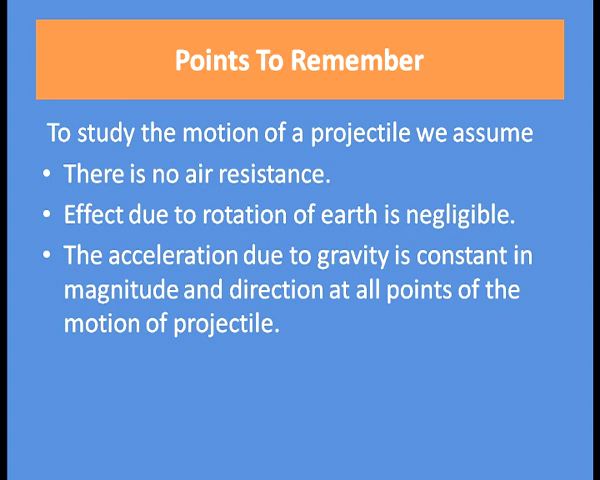 Points To Remember
To study the motion of a projectile we assume
• There is no air resistance.
• Effect due to rotation of earth is negligible.
• The acceleration due to gravity is constant in
magnitude and direction at all points of the
motion of projectile.